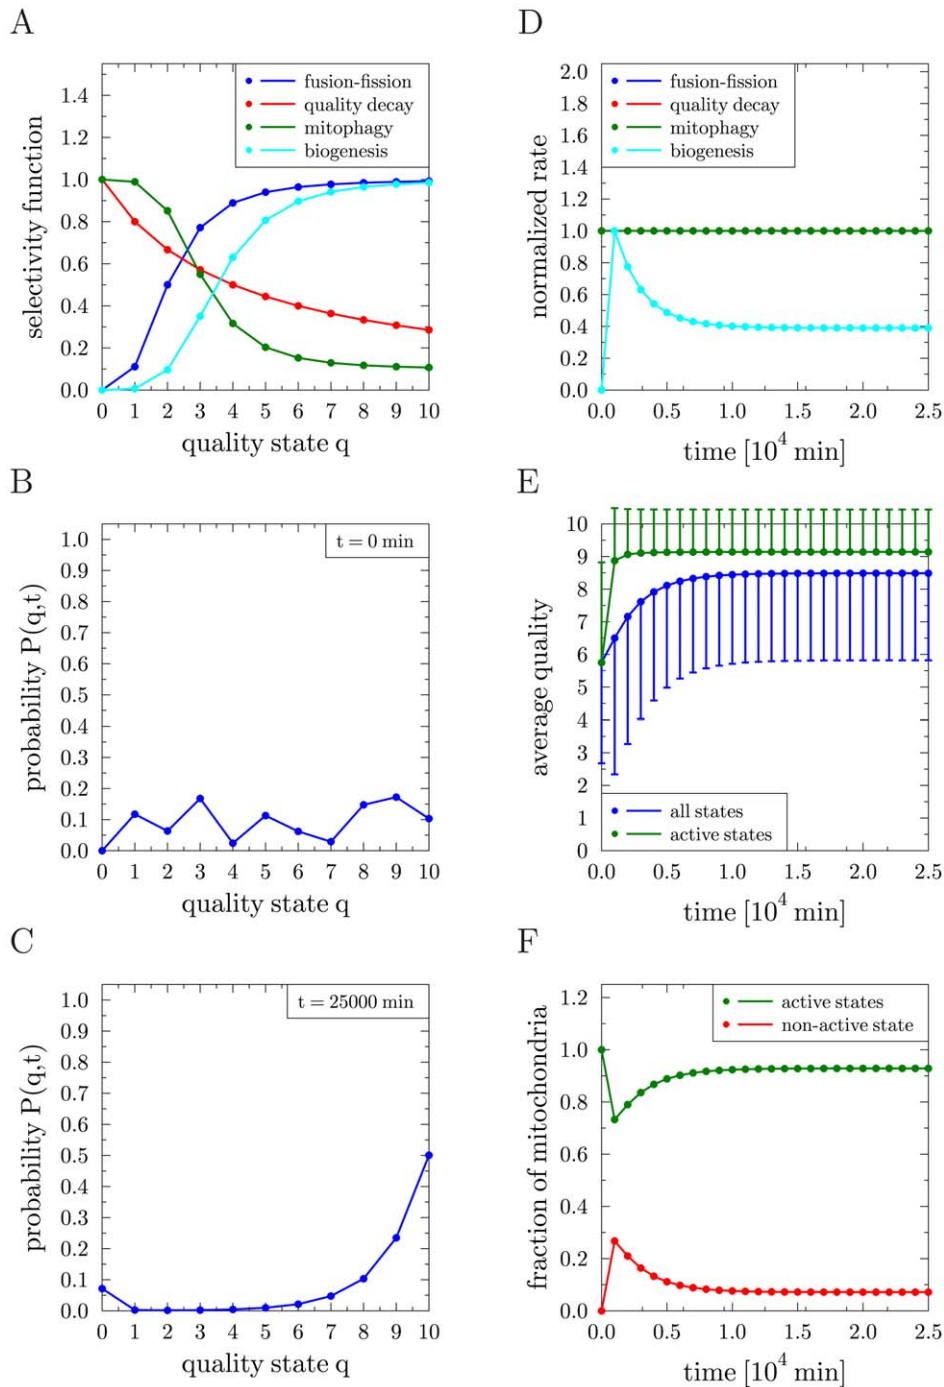 A
selectivity function
1.4
1.2
1.0
0.8
0.6
0.4
0.2
0.0
fusion-fission
quality decay
mitophagy
biogenesis
0 1 2 3 4 5 6 7 8 9 10
quality state q
D
normalized rate
2.0
1.8
1.6
1.4
1.2
1.0
0.8
0.6
0.4
0.2
0.0
fusion-fission
quality decay
mitophagy
biogenesis
0.0 0.5 1.0 1.5 2.0 2.5
time [10⁴ min]
B
probability P(q,t)
1.0
0.9
0.8
0.7
0.6
0.5
0.4
0.3
0.2
0.1
0.0
t = 0 min
0 1 2 3 4 5 6 7 8 9 10
quality state q
E
average quality
10
9
8
7
6
5
4
3
2
1
0
all states
active states
0.0 0.5 1.0 1.5 2.0 2.5
time [10⁴ min]
C
probability P(q,t)
1.0
0.9
0.8
0.7
0.6
0.5
0.4
0.3
0.2
0.1
0.0
t = 25000 min
0 1 2 3 4 5 6 7 8 9 10
quality state q
F
fraction of mitochondria
1.2
1.0
0.8
0.6
0.4
0.2
0.0
active states
non-active state
0.0 0.5 1.0 1.5 2.0 2.5
time [10⁴ min]